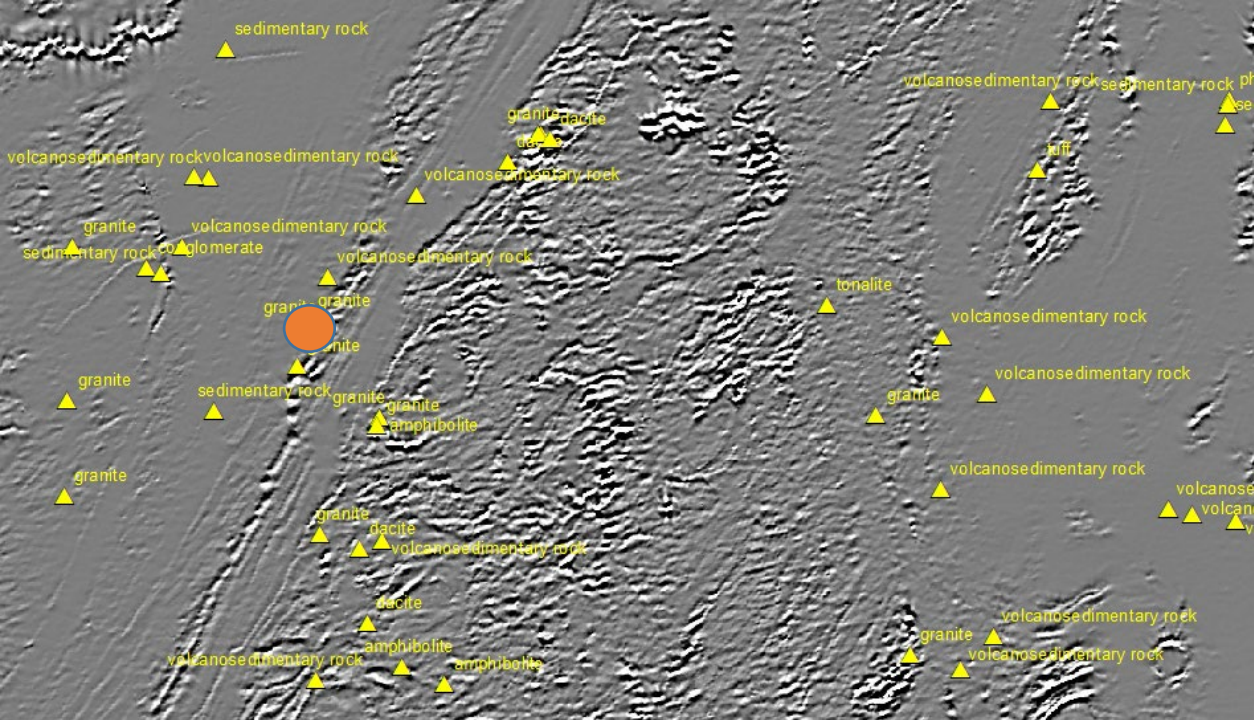 sedimentary rock
volcanosedimentary rock
sedimentary rock
granite
dacite
tuff
volcanosedimentary rock
volcanosedimentary rock
volcanosedimentary rock
granite
volcanosedimentary rock
sedimentary rock
conglomerate
volcanosedimentary rock
tonalite
granite
granite
volcanosedimentary rock
volcanosedimentary rock
granite
sedimentary rock
granite
granite
granite
amphibolite
volcanosedimentary rock
granite
granite
dacite
volcanosedimentary rock
dacite
volcanosedimentary rock
granite
amphibolite
volcanosedimentary rock
volcanosedimentary rock
amphibolite